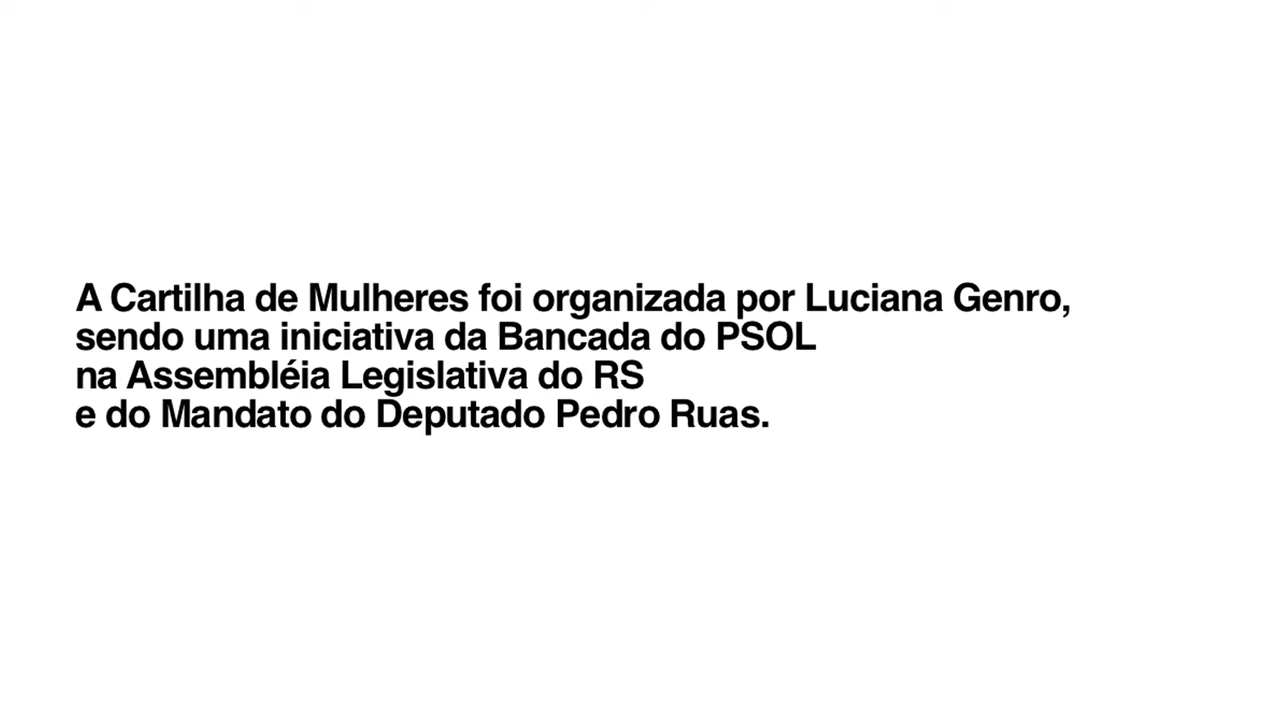 A Cartilha de Mulheres foi organizada por Luciana Genro,
sendo uma iniciativa da Bancada do PSOL
na Assembléia Legislativa do RS
e do Mandato do Deputado Pedro Ruas.